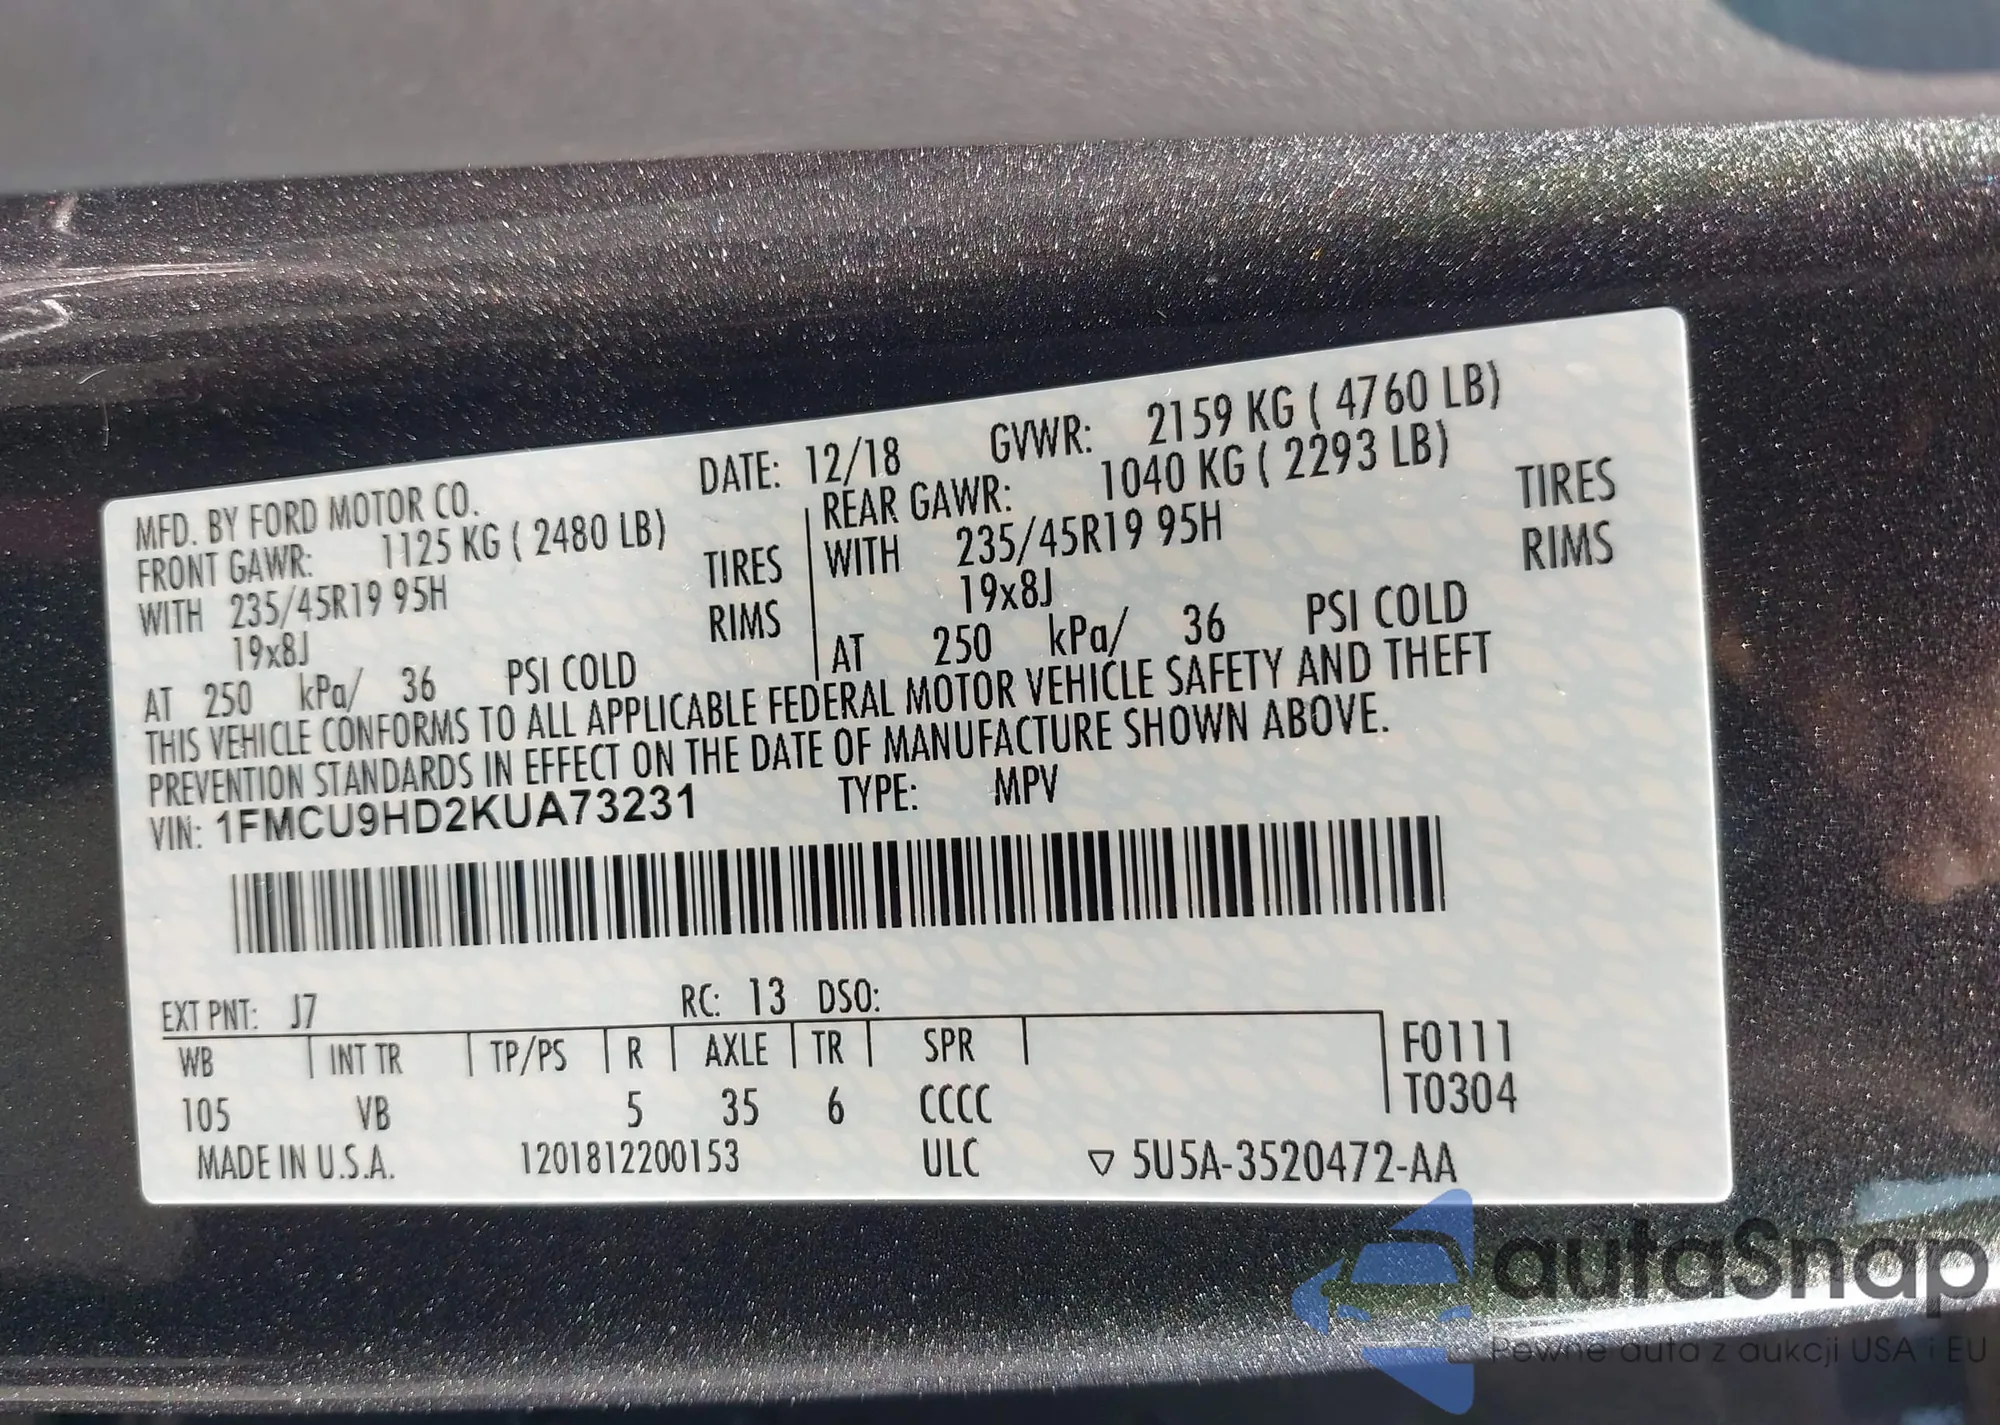 MFD. BY FORD MOTOR CO. DATE: 12/18 GVWR: 2159 KG ( 4760 LB)
FRONT GAWR: 1125 KG ( 2480 LB) REAR GAWR: 1040 KG ( 2293 LB)
WITH 235/45R19 95H TIRES WITH 235/45R19 95H TIRES
19x8J RIMS 19x8J RIMS
AT 250 kPa/ 36 PSI COLD AT 250 kPa/ 36 PSI COLD
THIS VEHICLE CONFORMS TO ALL APPLICABLE FEDERAL MOTOR VEHICLE SAFETY AND THEFT
PREVENTION STANDARDS IN EFFECT ON THE DATE OF MANUFACTURE SHOWN ABOVE.
VIN: 1FMCU9HD2KUA73231 TYPE: MPV
EXT PNT: J7 RC: 13 DSO:
WB INT TR TP/PS R AXLE TR SPR F0111
105 VB 5 35 6 CCCC T0304
MADE IN U.S.A. 1201812200153 ULC ▽ 5U5A-3520472-AA
autaSnap
Pewne auta z aukcji USA i EU